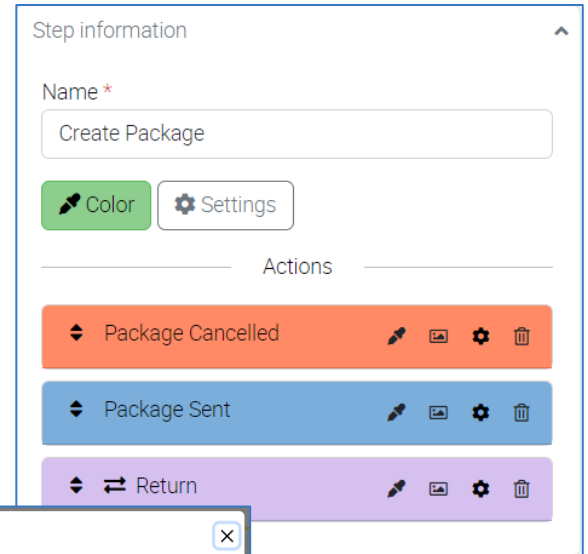 Step information
Name *
Create Package
Color Settings
Actions
Package Cancelled
Package Sent
Return